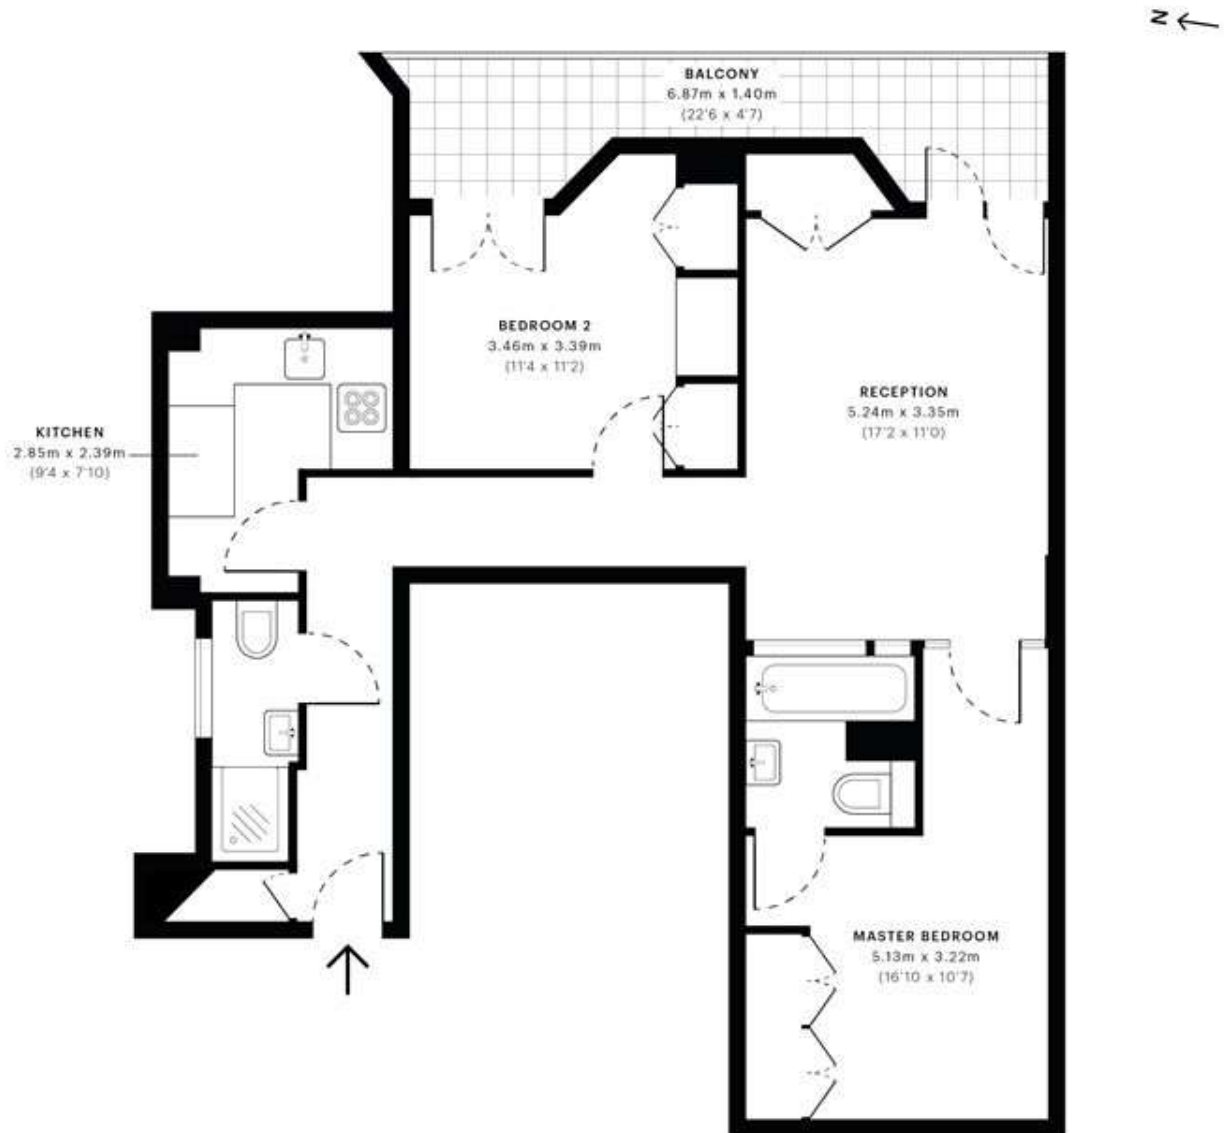 N
BALCONY
6.87m x 1.40m
(22'6 x 4'7)
BEDROOM 2
3.46m x 3.39m
(11'4 x 11'2)
RECEPTION
5.24m x 3.35m
(17'2 x 11'0)
KITCHEN
2.85m x 2.39m
(9'4 x 7'10)
MASTER BEDROOM
5.13m x 3.22m
(16'10 x 10'7)